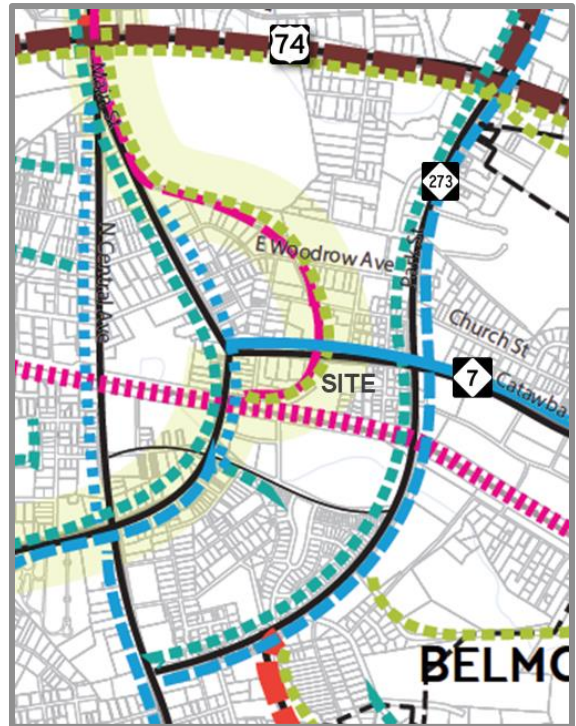 74
Main St
273
N Central Ave
E Woodrow Ave
Park St
Church St
SITE
7
Catawba
BELMO